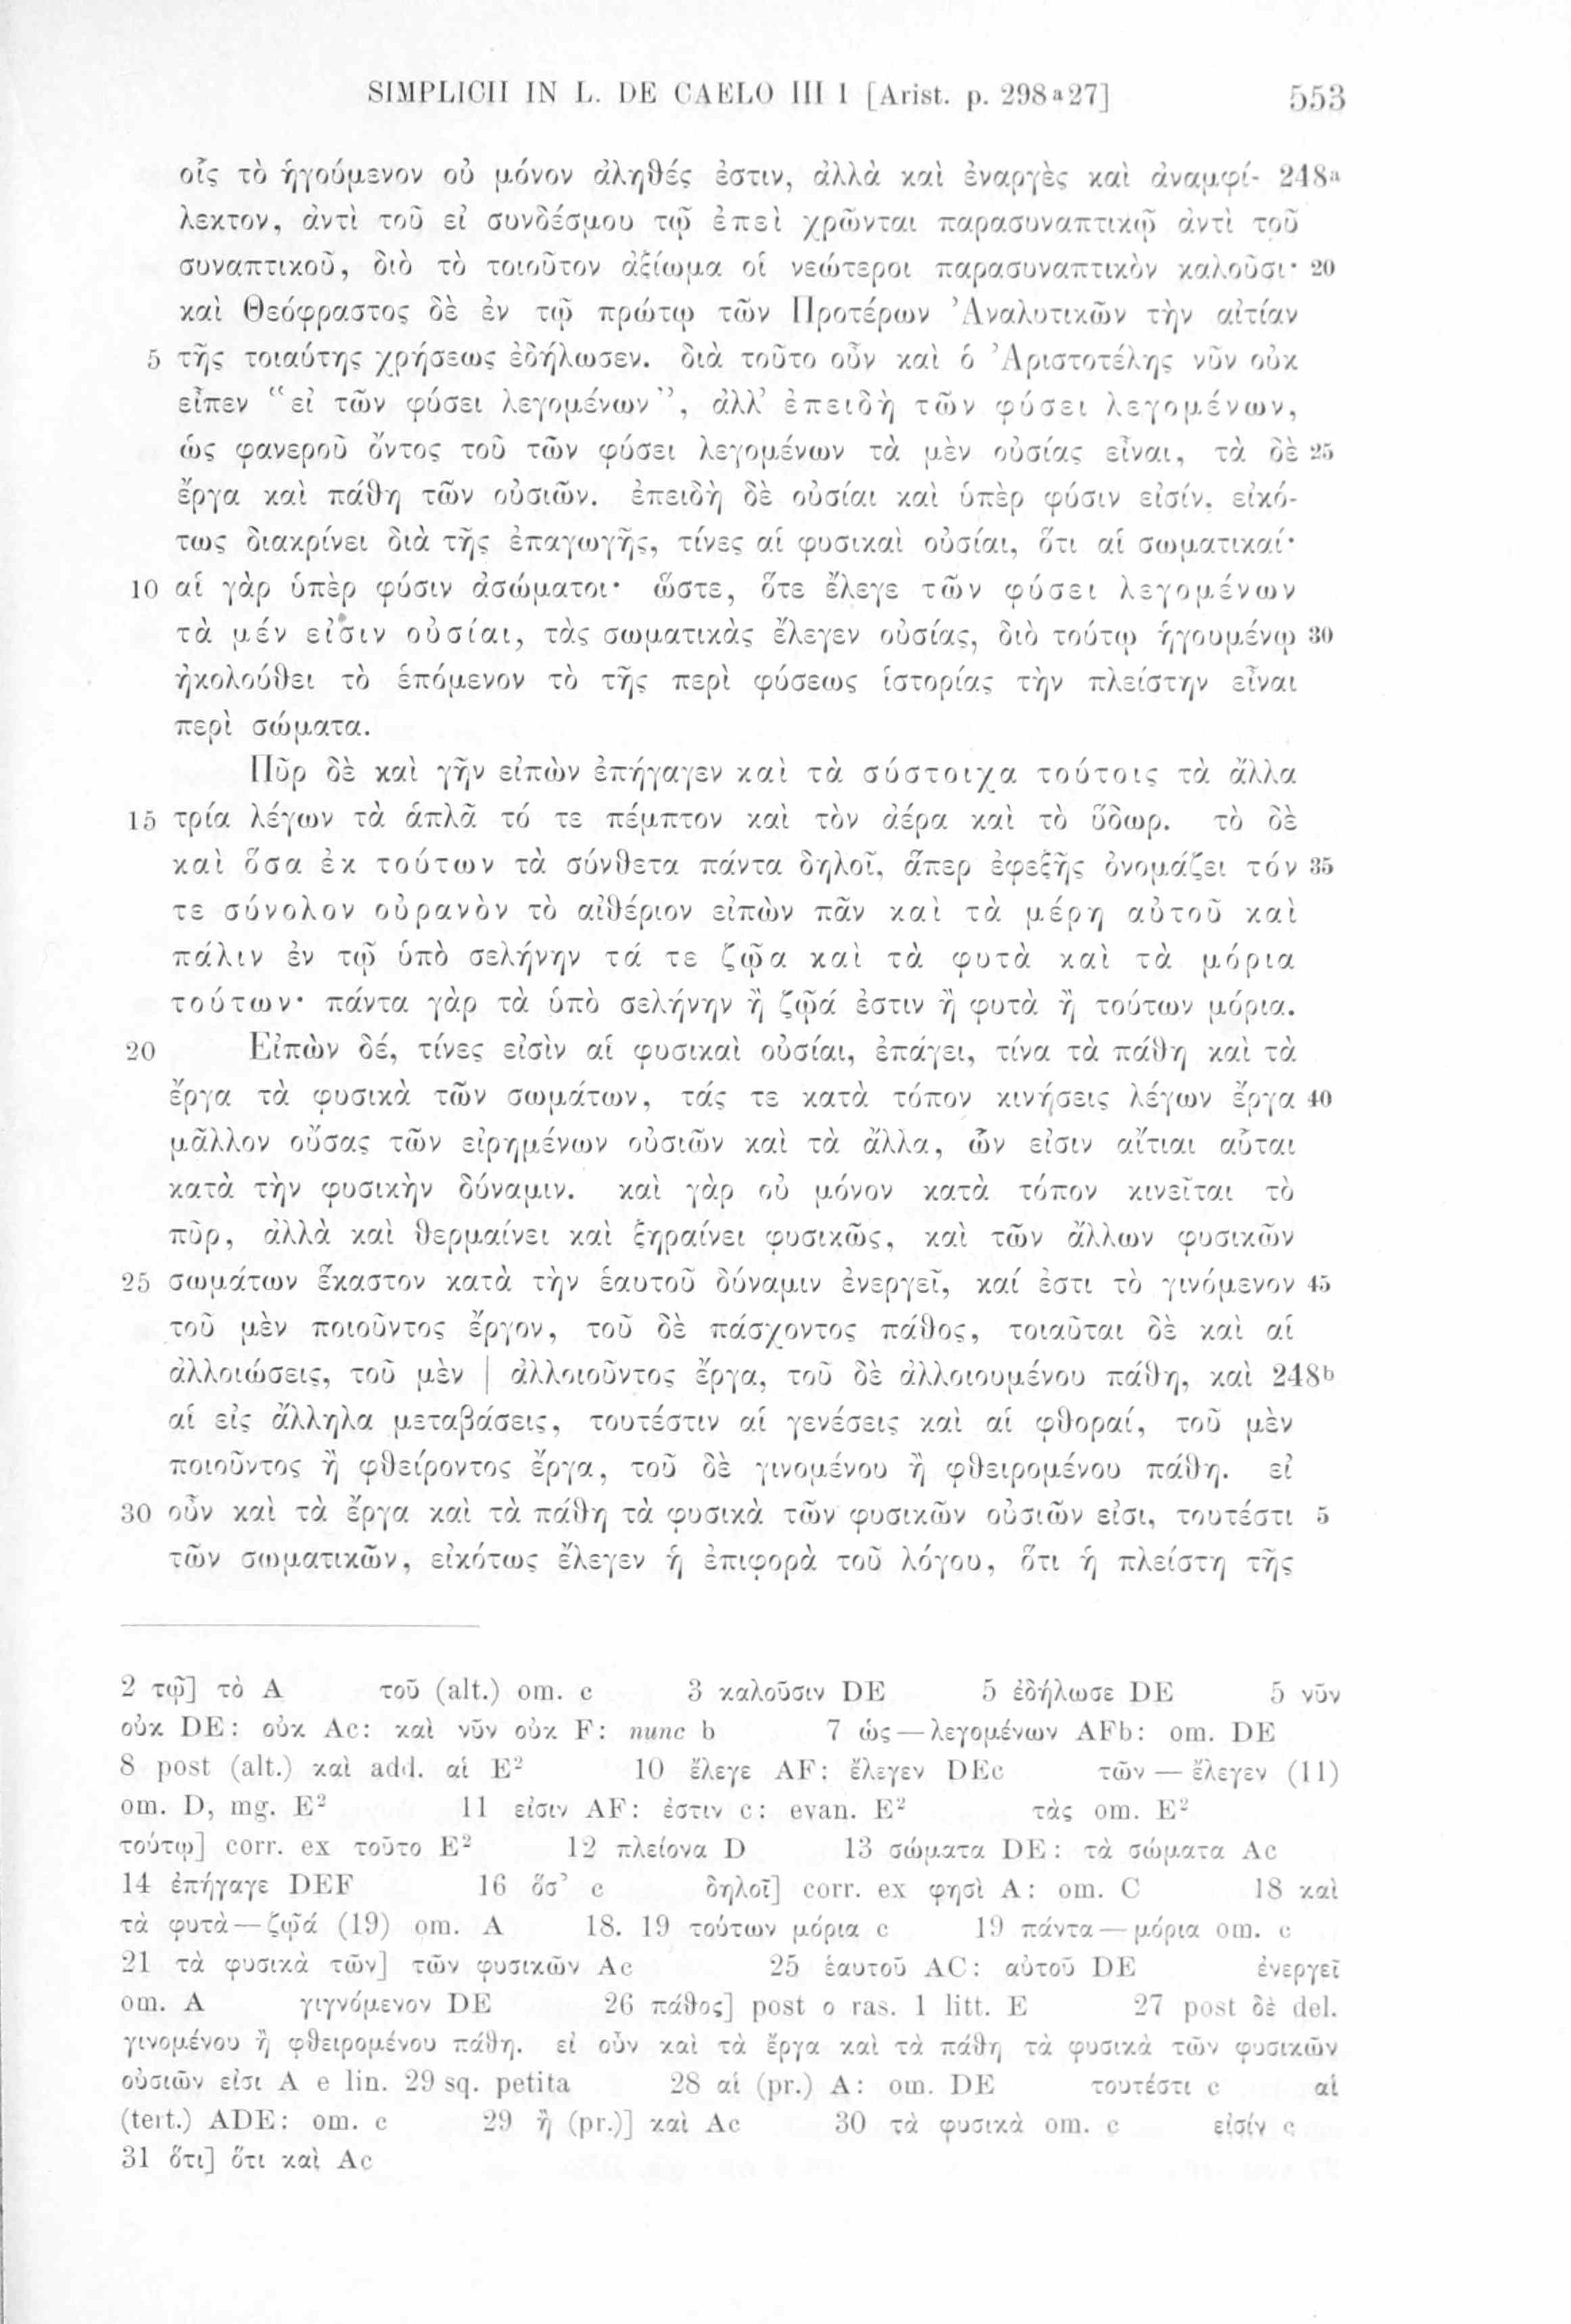 SIMPLICII IN L. DE CAELO III 1 [Arist. p. 298ᵃ27] 553
οἷς τὸ ἡγούμενον οὐ μόνον ἀληθές ἐστιν, ἀλλὰ καὶ ἐναργὲς καὶ ἀναμφί- 248ᵃ
λεκτον, ἀντὶ τοῦ εἰ συνδέσμου τῷ ἐπεὶ χρῶνται παρασυναπτικῷ ἀντὶ τοῦ
συναπτικοῦ, διὸ τὸ τοιοῦτον ἀξίωμα οἱ νεώτεροι παρασυναπτικὸν καλοῦσι· 20
καὶ Θεόφραστος δὲ ἐν τῷ πρώτῳ τῶν Προτέρων Ἀναλυτικῶν τὴν αἰτίαν
5 τῆς τοιαύτης χρήσεως ἐδήλωσεν. διὰ τοῦτο οὖν καὶ ὁ Ἀριστοτέλης νῦν οὐκ
εἶπεν “εἰ τῶν φύσει λεγομένων”, ἀλλ’ ἐπειδὴ τῶν φύσει λεγομένων,
ὡς φανεροῦ ὄντος τοῦ τῶν φύσει λεγομένων τὰ μὲν οὐσίας εἶναι, τὰ δὲ 25
ἔργα καὶ πάθη τῶν οὐσιῶν. ἐπειδὴ δὲ οὐσίαι καὶ ὑπὲρ φύσιν εἰσίν, εἰκό-
τως διακρίνει διὰ τῆς ἐπαγωγῆς, τίνες αἱ φυσικαὶ οὐσίαι, ὅτι αἱ σωματικαί·
10 αἱ γὰρ ὑπὲρ φύσιν ἀσώματοι· ὥστε, ὅτε ἔλεγε τῶν φύσει λεγομένων
τὰ μέν εἰσιν οὐσίαι, τὰς σωματικὰς ἔλεγεν οὐσίας, διὸ τούτῳ ἡγουμένῳ 30
ἠκολούθει τὸ ἑπόμενον τὸ τῆς περὶ φύσεως ἱστορίας τὴν πλείστην εἶναι
περὶ σώματα.
Πῦρ δὲ καὶ γῆν εἰπὼν ἐπήγαγεν καὶ τὰ σύστοιχα τούτοις τὰ ἄλλα
15 τρία λέγων τὰ ἁπλᾶ τό τε πέμπτον καὶ τὸν ἀέρα καὶ τὸ ὕδωρ. τὸ δὲ
καὶ ὅσα ἐκ τούτων τὰ σύνθετα πάντα δηλοῖ, ἅπερ ἐφεξῆς ὀνομάζει τόν 35
τε σύνολον οὐρανὸν τὸ αἰθέριον εἰπὼν πᾶν καὶ τὰ μέρη αὐτοῦ καὶ
πάλιν ἐν τῷ ὑπὸ σελήνην τά τε ζῷα καὶ τὰ φυτὰ καὶ τὰ μόρια
τούτων· πάντα γὰρ τὰ ὑπὸ σελήνην ἢ ζῷά ἐστιν ἢ φυτὰ ἢ τούτων μόρια.
20 Εἰπὼν δέ, τίνες εἰσὶν αἱ φυσικαὶ οὐσίαι, ἐπάγει, τίνα τὰ πάθη καὶ τὰ
ἔργα τὰ φυσικὰ τῶν σωμάτων, τάς τε κατὰ τόπον κινήσεις λέγων ἔργα 40
μᾶλλον οὔσας τῶν εἰρημένων οὐσιῶν καὶ τὰ ἄλλα, ὧν εἰσιν αἴτιαι αὗται
κατὰ τὴν φυσικὴν δύναμιν. καὶ γὰρ οὐ μόνον κατὰ τόπον κινεῖται τὸ
πῦρ, ἀλλὰ καὶ θερμαίνει καὶ ξηραίνει φυσικῶς, καὶ τῶν ἄλλων φυσικῶν
25 σωμάτων ἕκαστον κατὰ τὴν ἑαυτοῦ δύναμιν ἐνεργεῖ, καί ἐστι τὸ γινόμενον 45
τοῦ μὲν ποιοῦντος ἔργον, τοῦ δὲ πάσχοντος πάθος, τοιαῦται δὲ καὶ αἱ
ἀλλοιώσεις, τοῦ μὲν | ἀλλοιοῦντος ἔργα, τοῦ δὲ ἀλλοιουμένου πάθη, καὶ 248ᵇ
αἱ εἰς ἄλληλα μεταβάσεις, τουτέστιν αἱ γενέσεις καὶ αἱ φθοραί, τοῦ μὲν
ποιοῦντος ἢ φθείροντος ἔργα, τοῦ δὲ γινομένου ἢ φθειρομένου πάθη. εἰ
30 οὖν καὶ τὰ ἔργα καὶ τὰ πάθη τὰ φυσικὰ τῶν φυσικῶν οὐσιῶν εἰσι, τουτέστι 5
τῶν σωματικῶν, εἰκότως ἔλεγεν ἡ ἐπιφορὰ τοῦ λόγου, ὅτι ἡ πλείστη τῆς
2 τῷ] τὸ A τοῦ (alt.) om. c 3 καλοῦσιν DE 5 ἐδήλωσε DE 5 νῦν
οὐκ DE: οὐκ Ac: καὶ νῦν οὐκ F: nunc b 7 ὡς — λεγομένων AFb: om. DE
8 post (alt.) καὶ add. αἱ E² 10 ἔλεγε AF: ἔλεγεν DEc τῶν — ἔλεγεν (11)
om. D, mg. E² 11 εἰσιν AF: ἐστιν c: evan. E² τὰς om. E²
τούτῳ] corr. ex τοῦτο E² 12 πλείονα D 13 σώματα DE: τὰ σώματα Ac
14 ἐπήγαγε DEF 16 ὅσ’ c δηλοῖ] corr. ex φησὶ A: om. C 18 καὶ
τὰ φυτὰ — ζῷά (19) om. A 18. 19 τούτων μόρια c 19 πάντα — μόρια om. c
21 τὰ φυσικὰ τῶν] τῶν φυσικῶν Ac 25 ἑαυτοῦ AC: αὑτοῦ DE ἐνεργεῖ
om. A γιγνόμενον DE 26 πάθος] post ο ras. 1 litt. E 27 post δὲ del.
γινομένου ἢ φθειρομένου πάθη. εἰ οὖν καὶ τὰ ἔργα καὶ τὰ πάθη τὰ φυσικὰ τῶν φυσικῶν
οὐσιῶν εἰσι A e lin. 29 sq. petita 28 αἱ (pr.) A: om. DE τουτέστι c αἱ
(tert.) ADE: om. c 29 ἢ (pr.)] καὶ Ac 30 τὰ φυσικὰ om. c εἰσίν c
31 ὅτι] ὅτι καὶ Ac